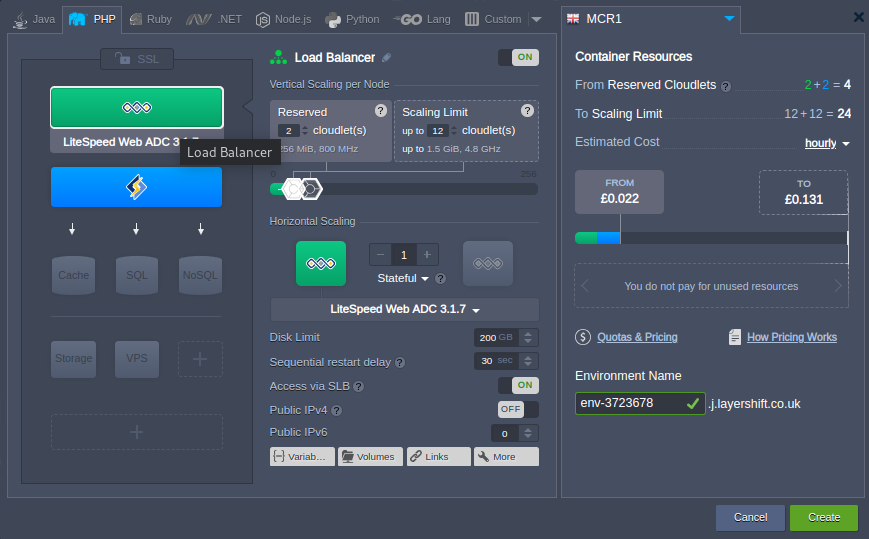 Java
PHP
Ruby
.NET
Node.js
Python
GO Lang
Custom
MCR1
SSL
LiteSpeed Web ADC 3.1.7
Load Balancer
Cache
SQL
NoSQL
Storage
VPS
Load Balancer
ON
Vertical Scaling per Node
Reserved
?
2 cloudlet(s)
256 MiB, 800 MHz
Scaling Limit
?
up to 12 cloudlet(s)
up to 1.5 GiB, 4.8 GHz
0
256
Horizontal Scaling
1
Stateful ?
LiteSpeed Web ADC 3.1.7
Disk Limit 200 GB
Sequential restart delay ? 30 sec
Access via SLB ? ON
Public IPv4 ? OFF
Public IPv6 0
Variab...
Volumes
Links
More
Container Resources
From Reserved Cloudlets ? 2 + 2 = 4
To Scaling Limit 12 + 12 = 24
Estimated Cost hourly
FROM
£0.022
TO
£0.131
You do not pay for unused resources
$ Quotas & Pricing
How Pricing Works
Environment Name
env-3723678 .j.layershift.co.uk
Cancel
Create